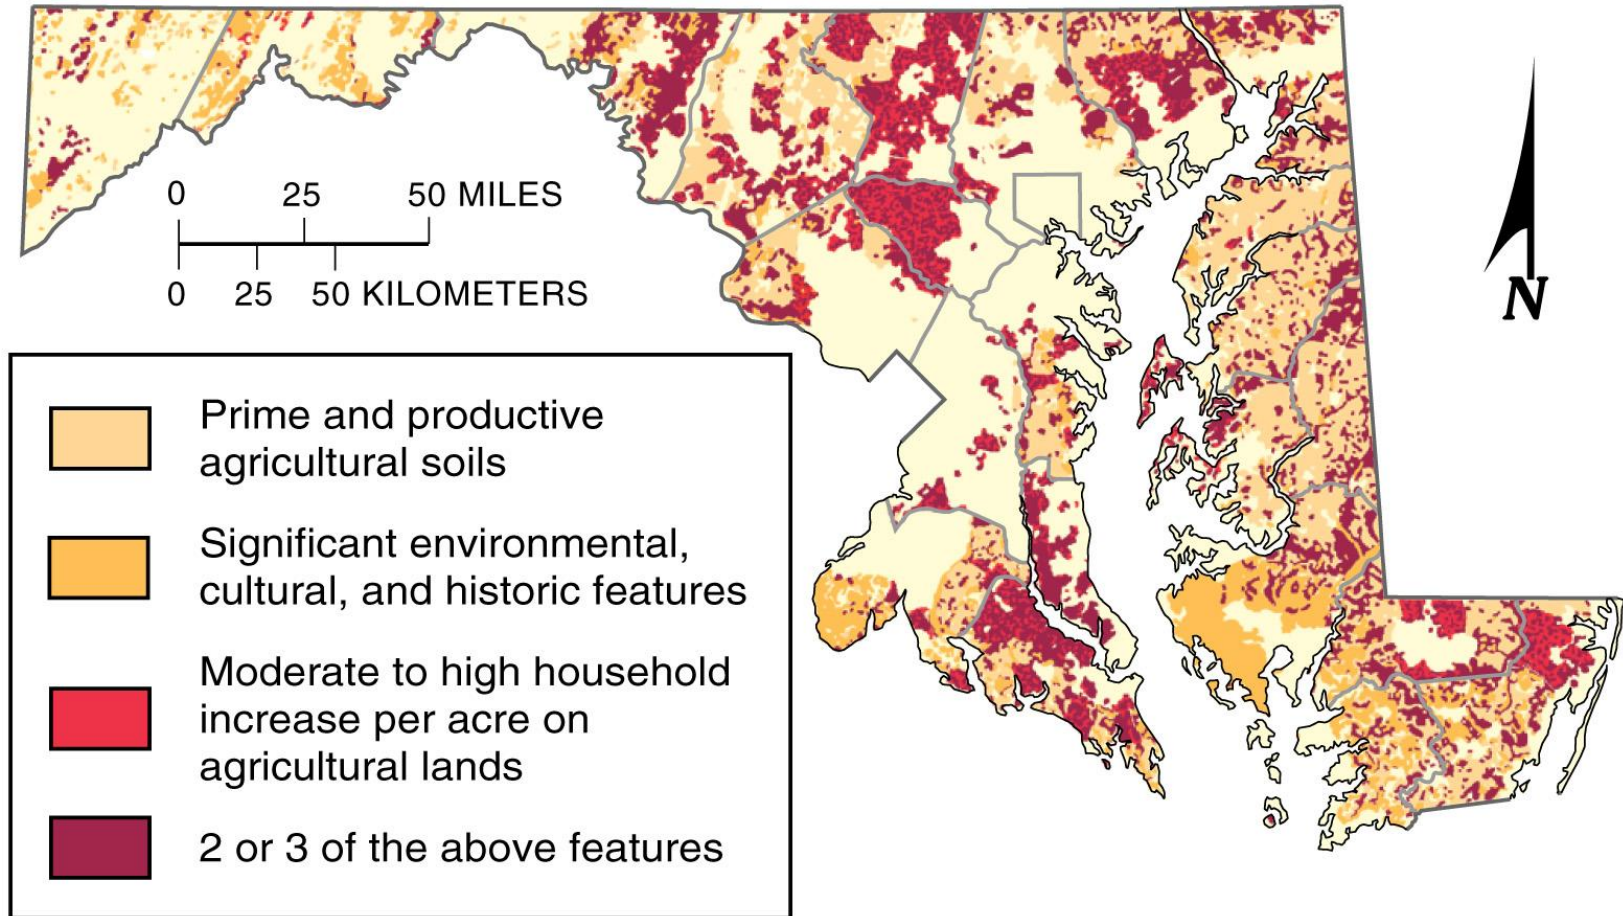 0 25 50 MILES
0 25 50 KILOMETERS
N
Prime and productive
agricultural soils
Significant environmental,
cultural, and historic features
Moderate to high household
increase per acre on
agricultural lands
2 or 3 of the above features